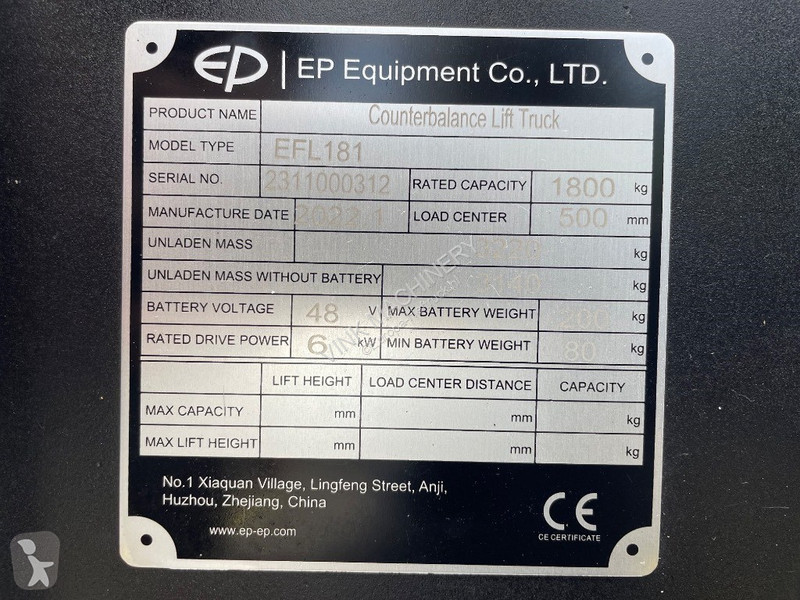 EP | EP Equipment Co., LTD.
PRODUCT NAME Counterbalance Lift Truck
MODEL TYPE EFL181
SERIAL NO. 2311000312 RATED CAPACITY 1800 kg
MANUFACTURE DATE 2022.1 LOAD CENTER 500 mm
UNLADEN MASS kg
UNLADEN MASS WITHOUT BATTERY kg
BATTERY VOLTAGE 48 V MAX BATTERY WEIGHT kg
RATED DRIVE POWER 6 kW MIN BATTERY WEIGHT 80 kg
LIFT HEIGHT LOAD CENTER DISTANCE CAPACITY
MAX CAPACITY mm mm kg
MAX LIFT HEIGHT mm mm kg
No.1 Xiaquan Village, Lingfeng Street, Anji,
Huzhou, Zhejiang, China
www.ep-ep.com
CE
CE CERTIFICATE
VINK MACHINERY